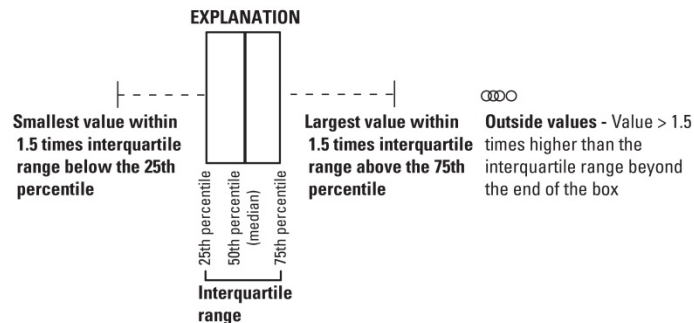 EXPLANATION
Smallest value within
1.5 times interquartile
range below the 25th
percentile
Largest value within
1.5 times interquartile
range above the 75th
percentile
Outside values - Value > 1.5
times higher than the
interquartile range beyond
the end of the box
25th percentile
50th percentile
(median)
75th percentile
Interquartile
range